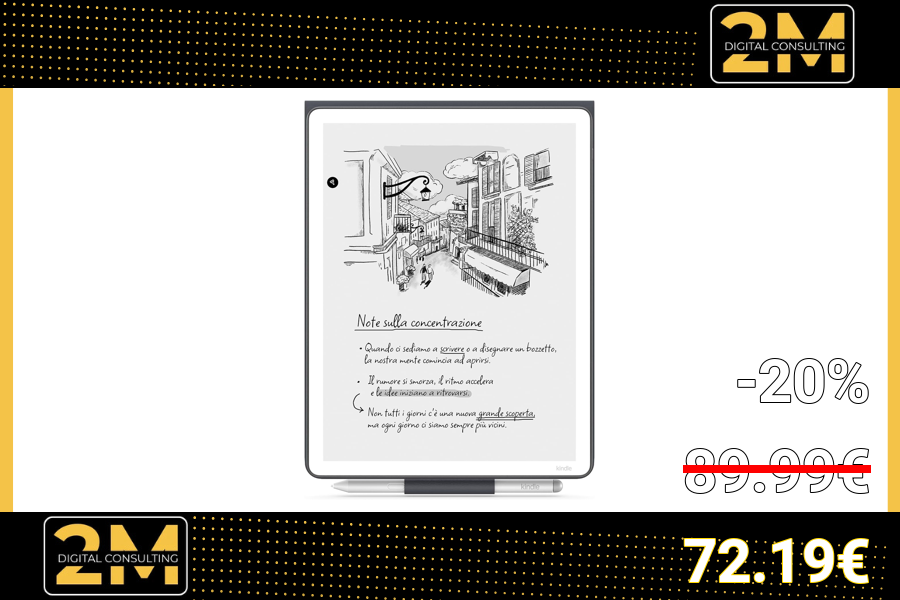 2M
DIGITAL CONSULTING
Note sulla concentrazione
• Quando ci sediamo a scrivere o a disegnare un bozzetto,
la nostra mente comincia ad aprirsi.
• Il rumore si smorza, il ritmo accelera
e le idee iniziano a ritrovarsi.
Non tutti i giorni c'è una nuova grande scoperta,
ma ogni giorno ci siamo sempre più vicini.
kindle
kindle
-20%
89.99€
2M
DIGITAL CONSULTING
72.19€